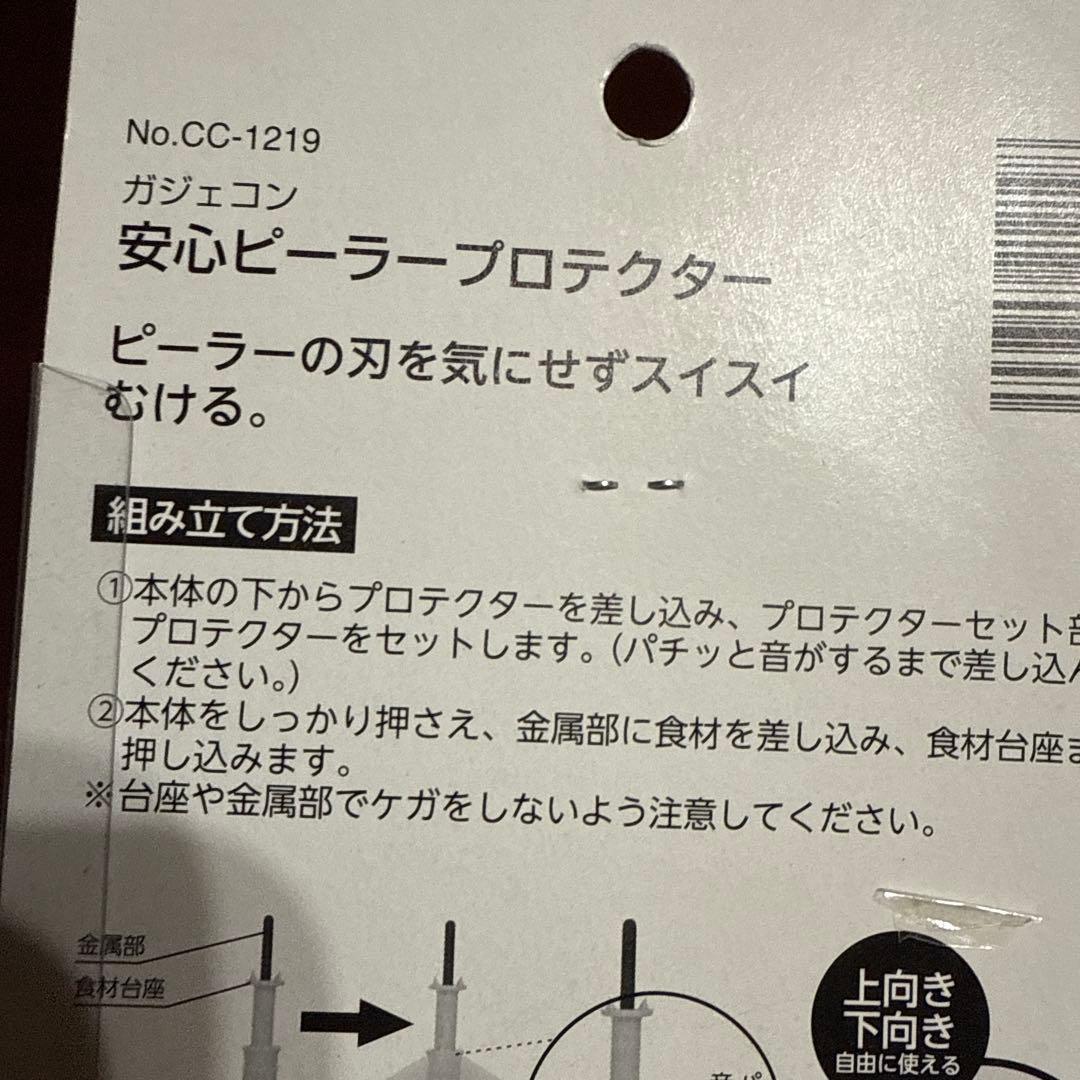 No.CC-1219
ガジェコン
安心ピーラープロテクター
ピーラーの刃を気にせずスイスイ
むける。
組み立て方法
①本体の下からプロテクターを差し込み、プロテクターセット部
プロテクターをセットします。(パチッと音がするまで差し込ん
ください。)
②本体をしっかり押さえ、金属部に食材を差し込み、食材台座ま
押し込みます。
※台座や金属部でケガをしないよう注意してください。
金属部
食材台座
上向き
下向き
自由に使える